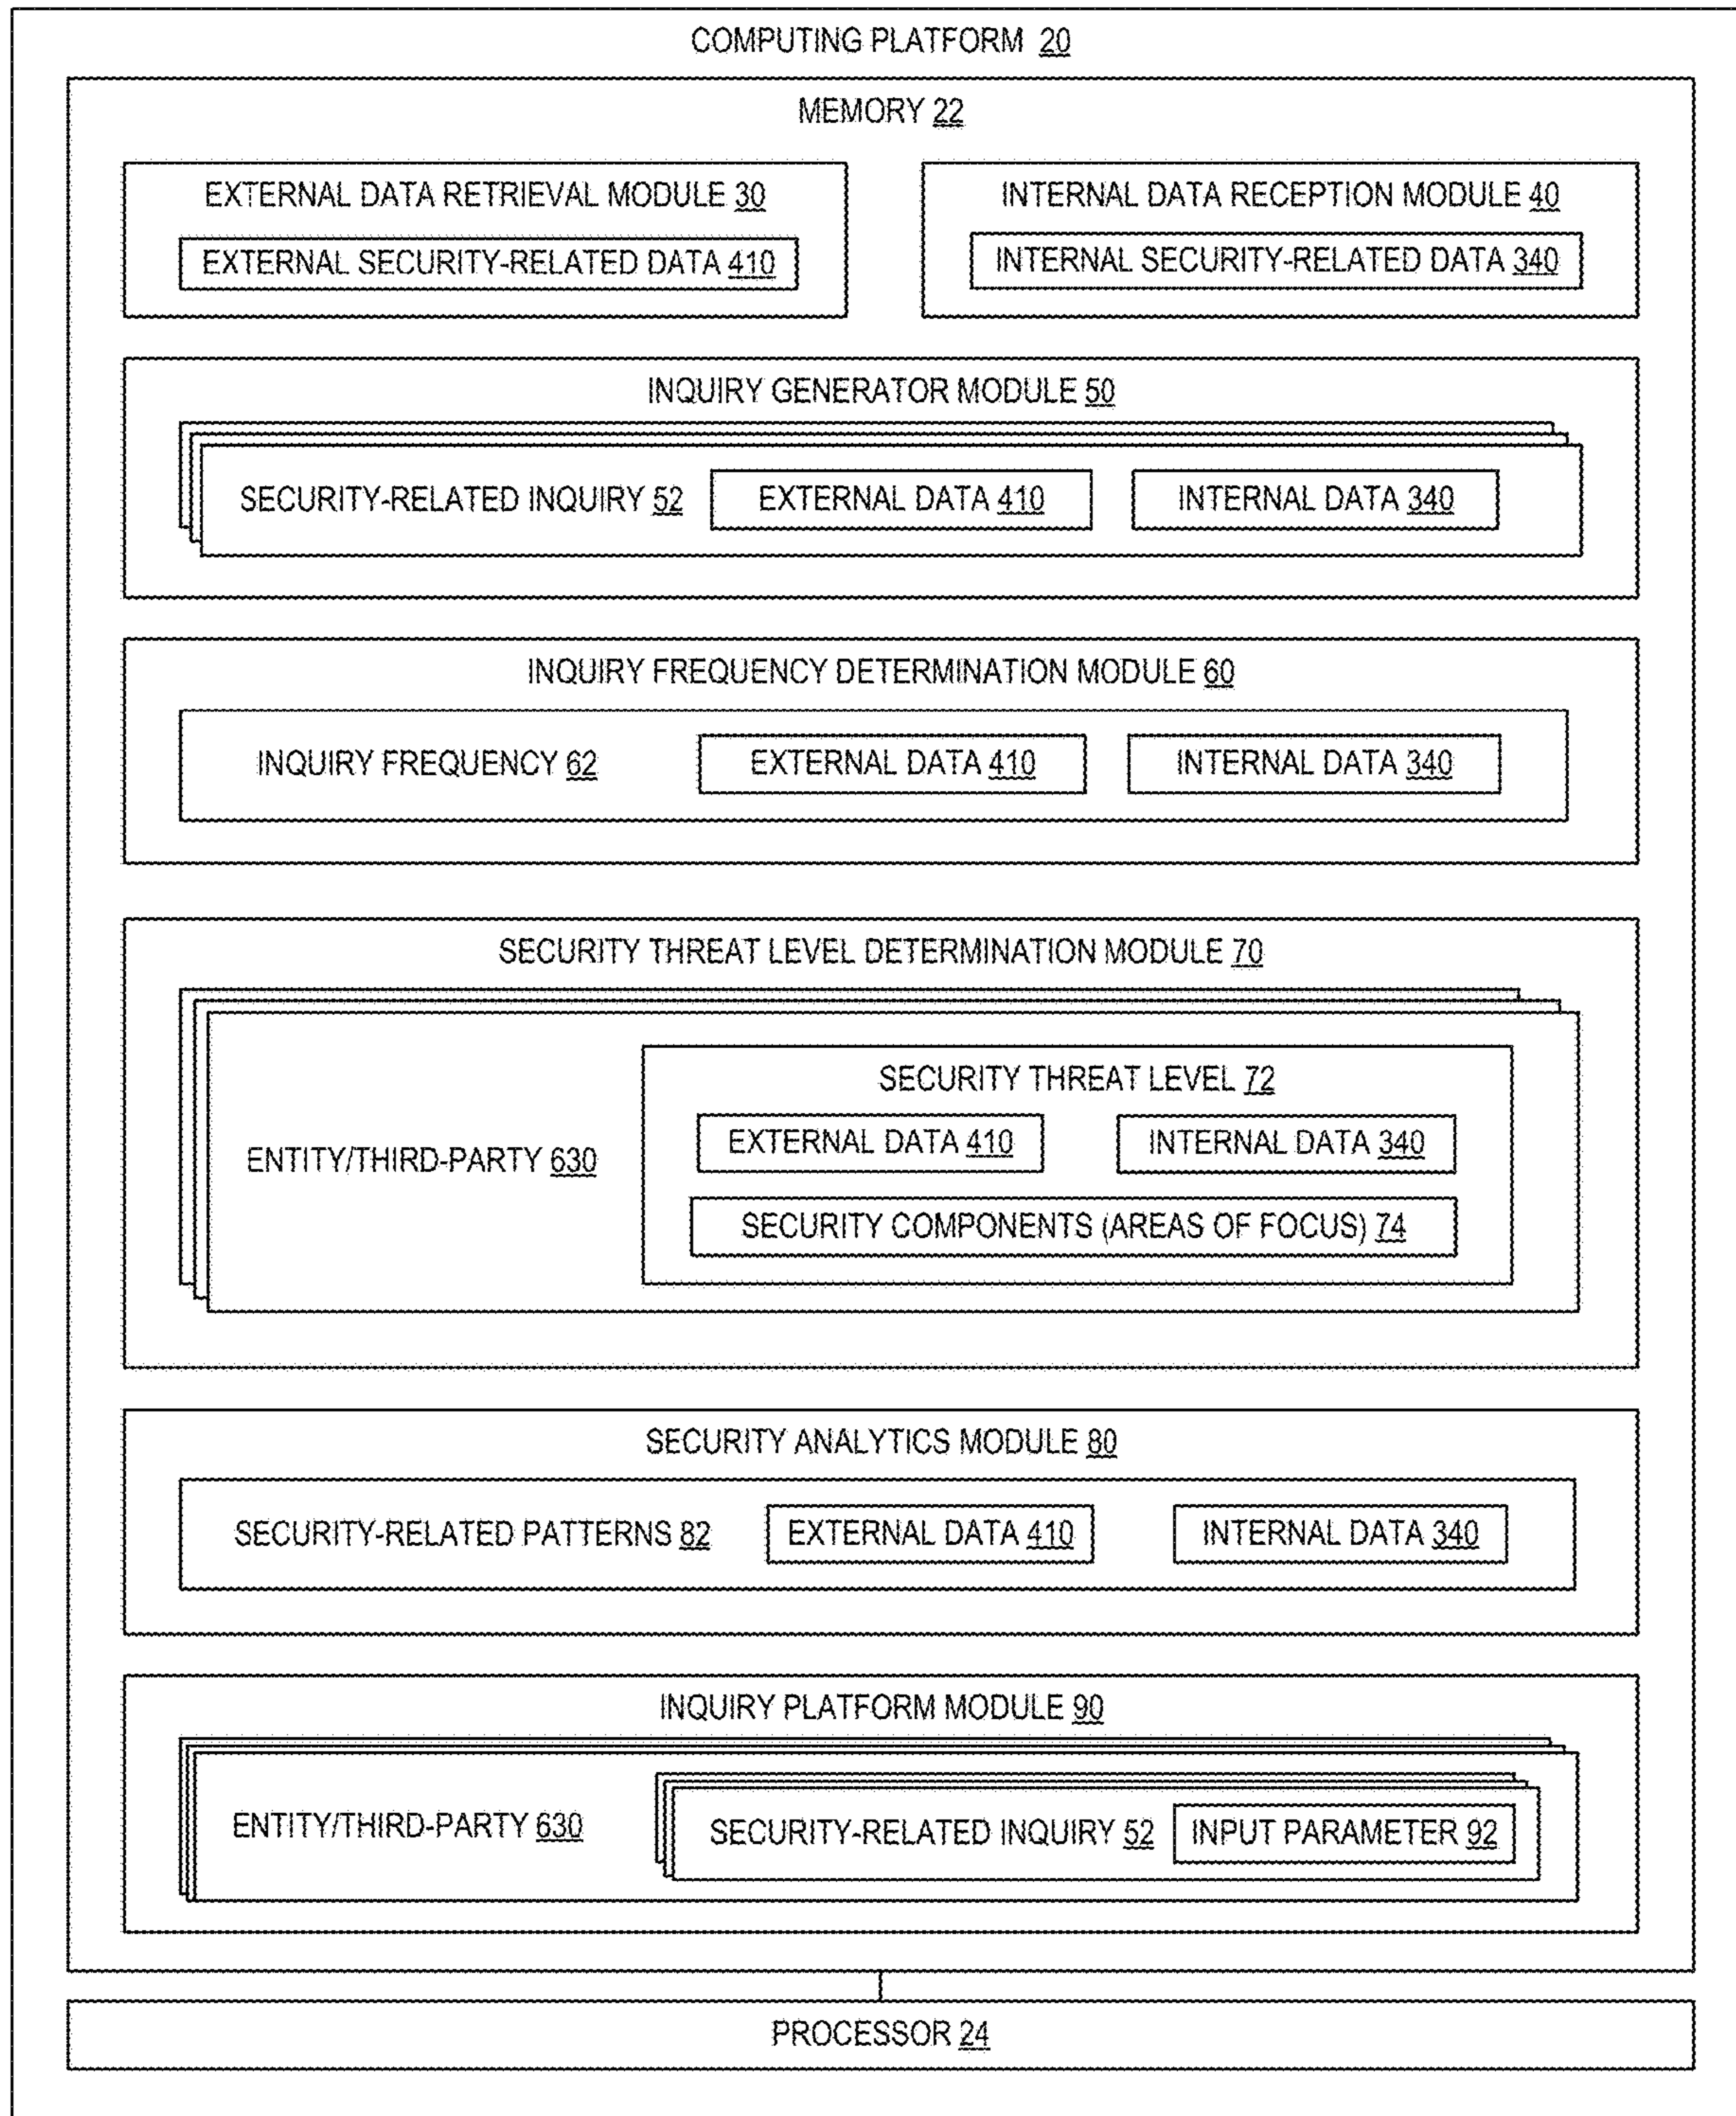 COMPUTING PLATFORM 20
MEMORY 22
EXTERNAL DATA RETRIEVAL MODULE 30
EXTERNAL SECURITY-RELATED DATA 410
INTERNAL DATA RECEPTION MODULE 40
INTERNAL SECURITY-RELATED DATA 340
INQUIRY GENERATOR MODULE 50
SECURITY-RELATED INQUIRY 52
EXTERNAL DATA 410
INTERNAL DATA 340
INQUIRY FREQUENCY DETERMINATION MODULE 60
INQUIRY FREQUENCY 62
EXTERNAL DATA 410
INTERNAL DATA 340
SECURITY THREAT LEVEL DETERMINATION MODULE 70
ENTITY/THIRD-PARTY 630
SECURITY THREAT LEVEL 72
EXTERNAL DATA 410
INTERNAL DATA 340
SECURITY COMPONENTS (AREAS OF FOCUS) 74
SECURITY ANALYTICS MODULE 80
SECURITY-RELATED PATTERNS 82
EXTERNAL DATA 410
INTERNAL DATA 340
INQUIRY PLATFORM MODULE 90
ENTITY/THIRD-PARTY 630
SECURITY-RELATED INQUIRY 52
INPUT PARAMETER 92
PROCESSOR 24